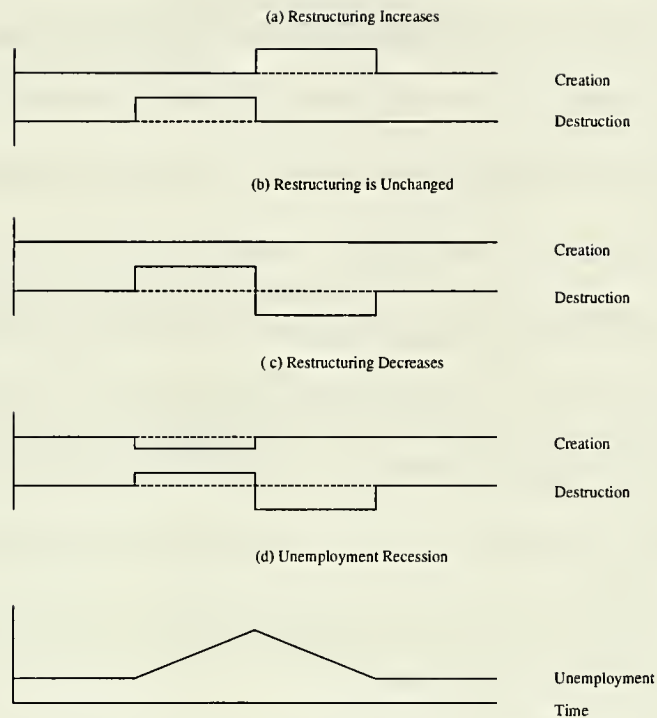 (a) Restructuring Increases
Creation
Destruction
(b) Restructuring is Unchanged
Creation
Destruction
( c) Restructuring Decreases
Creation
Destruction
(d) Unemployment Recession
Unemployment
Time